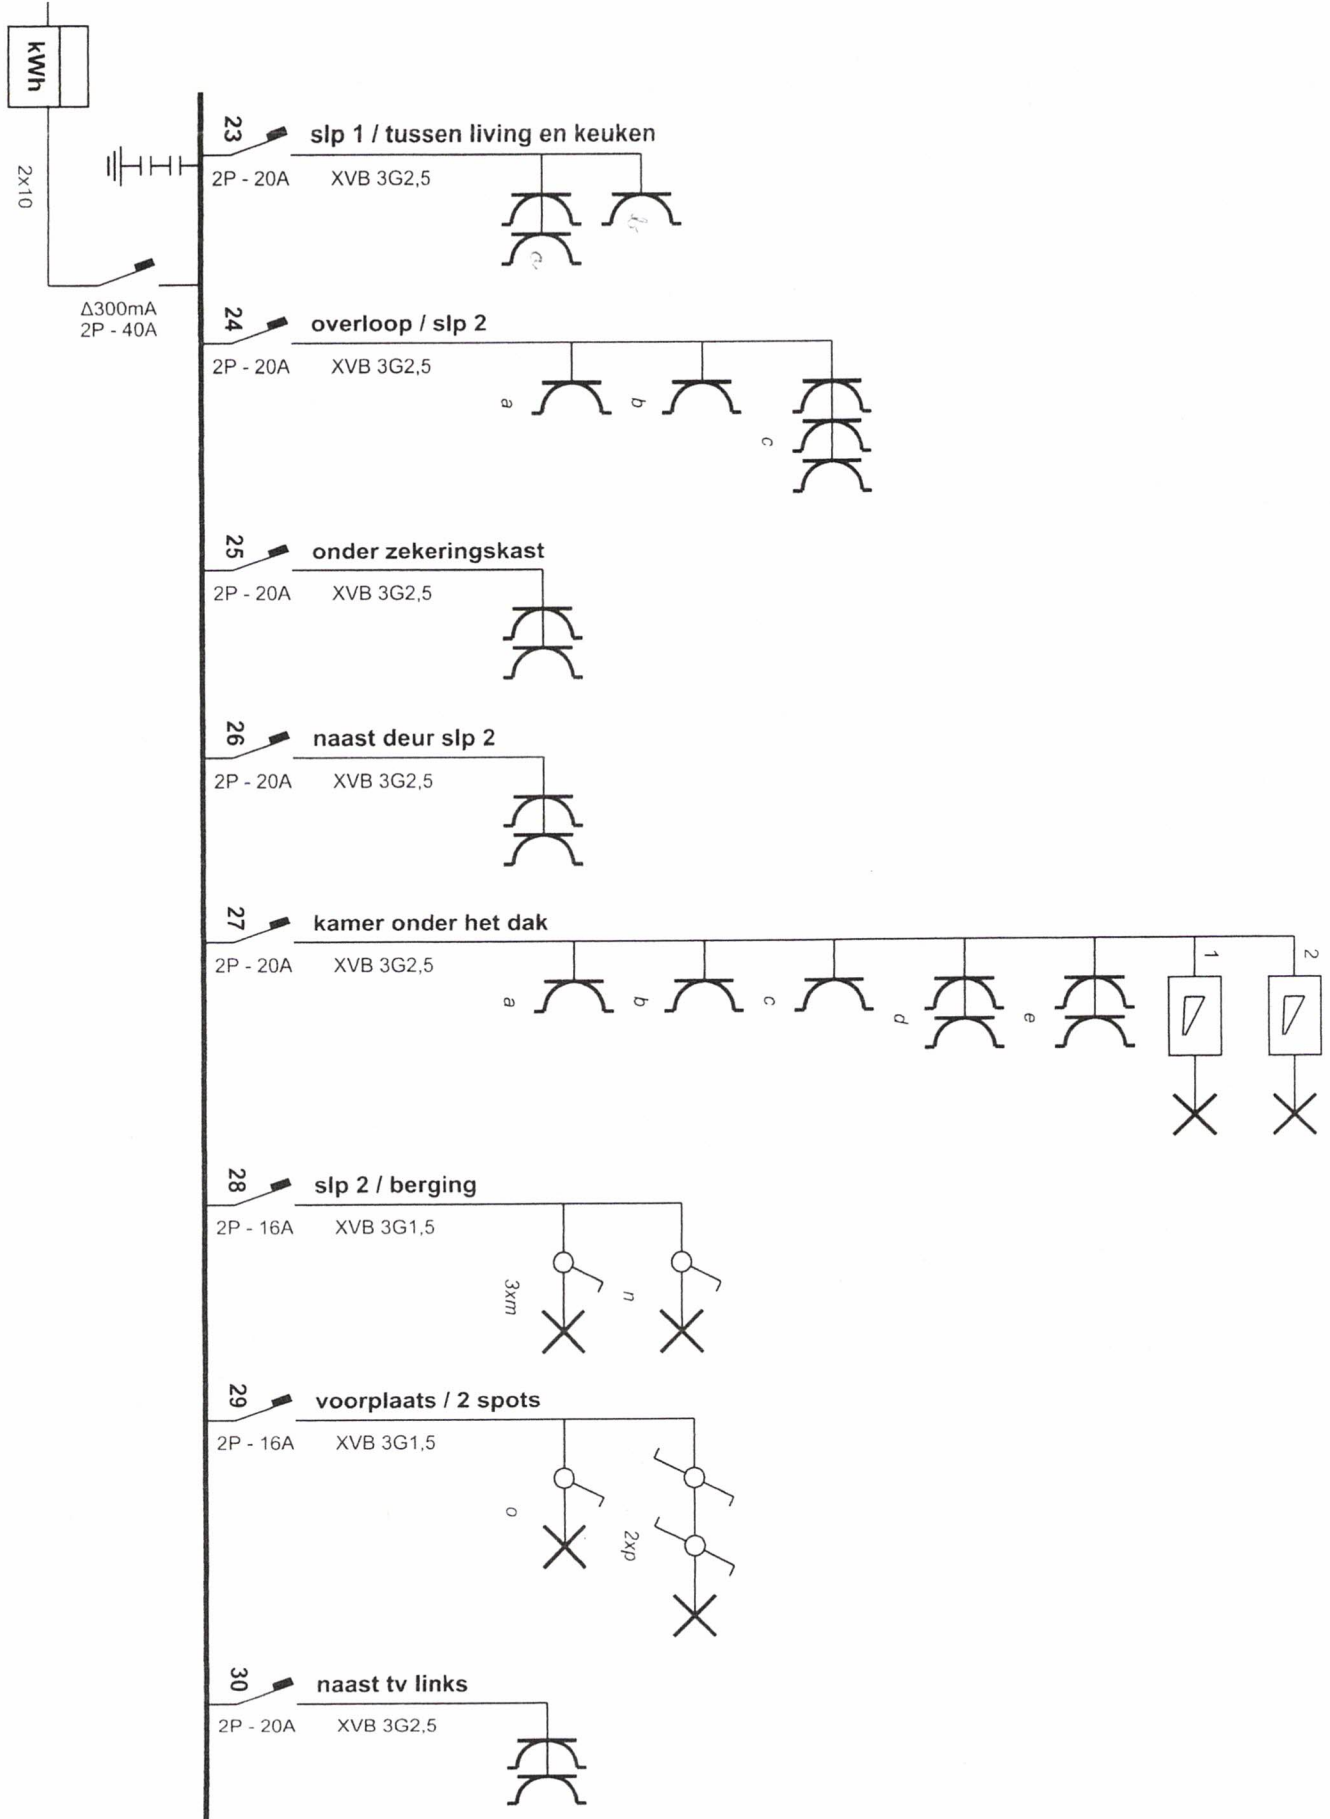 kWh
2x10
Δ300mA
2P - 40A
23
slp 1 / tussen living en keuken
2P - 20A
XVB 3G2,5
a
b
24
overloop / slp 2
2P - 20A
XVB 3G2,5
a
b
c
25
onder zekeringskast
2P - 20A
XVB 3G2,5
26
naast deur slp 2
2P - 20A
XVB 3G2,5
27
kamer onder het dak
2P - 20A
XVB 3G2,5
a
b
c
d
e
1
2
28
slp 2 / berging
2P - 16A
XVB 3G1,5
3xm
n
29
voorplaats / 2 spots
2P - 16A
XVB 3G1,5
o
2xp
30
naast tv links
2P - 20A
XVB 3G2,5